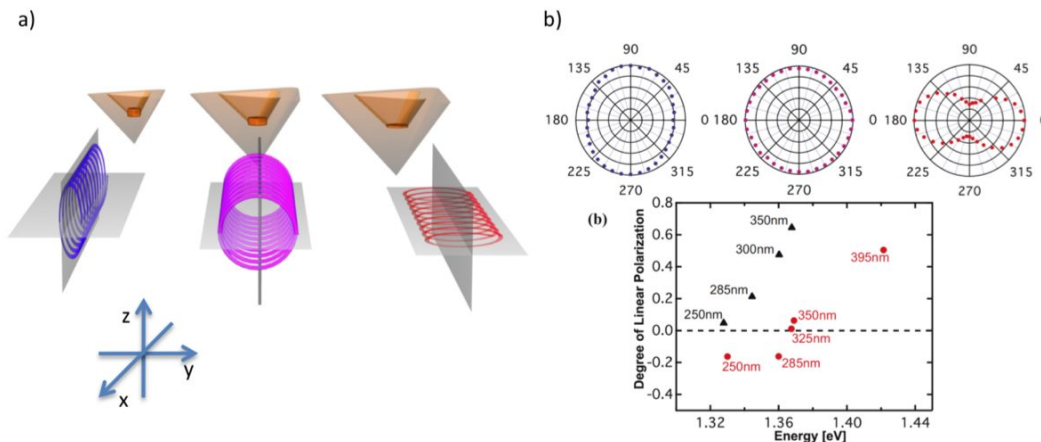 a)
z
y
x
b)
90
135 45
180 0
225 315
270
90
135 45
180 0
225 315
270
90
135 45
180 0
225 315
270
(b)
Degree of Linear Polarization
0.8
0.6
0.4
0.2
0.0
-0.2
-0.4
350nm
300nm
395nm
285nm
250nm
350nm
325nm
250nm
285nm
1.32 1.36 1.40 1.44
Energy [eV]